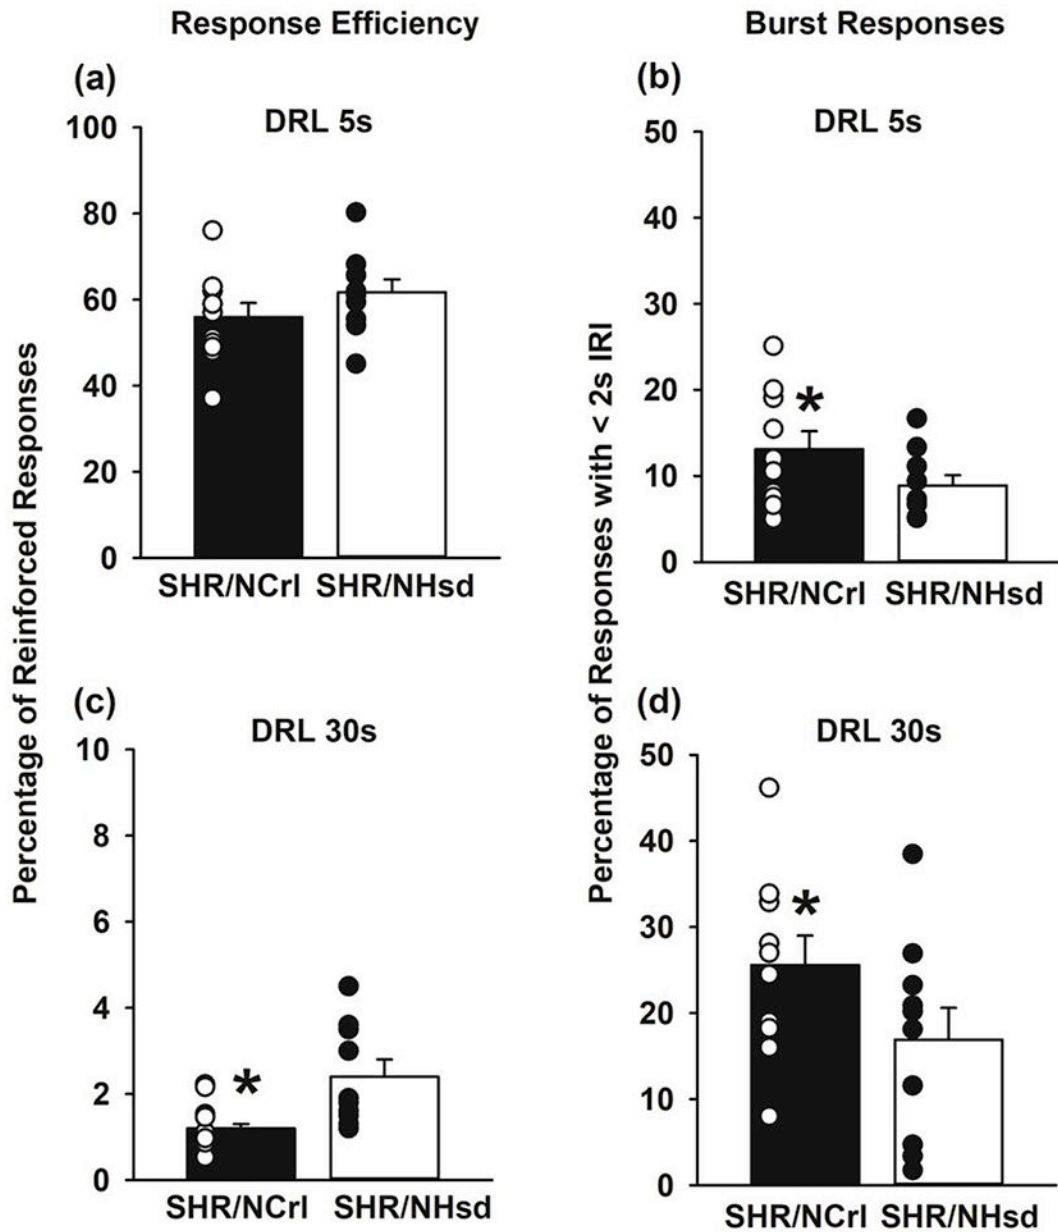 Response Efficiency
Burst Responses
(a)
DRL 5s
Percentage of Reinforced Responses
100
80
60
40
20
0
SHR/NCrl SHR/NHsd
(b)
DRL 5s
Percentage of Responses with < 2s IRI
50
40
30
20
10
0
*
SHR/NCrl SHR/NHsd
(c)
DRL 30s
10
8
6
4
2
0
*
SHR/NCrl SHR/NHsd
(d)
DRL 30s
50
40
30
20
10
0
*
SHR/NCrl SHR/NHsd